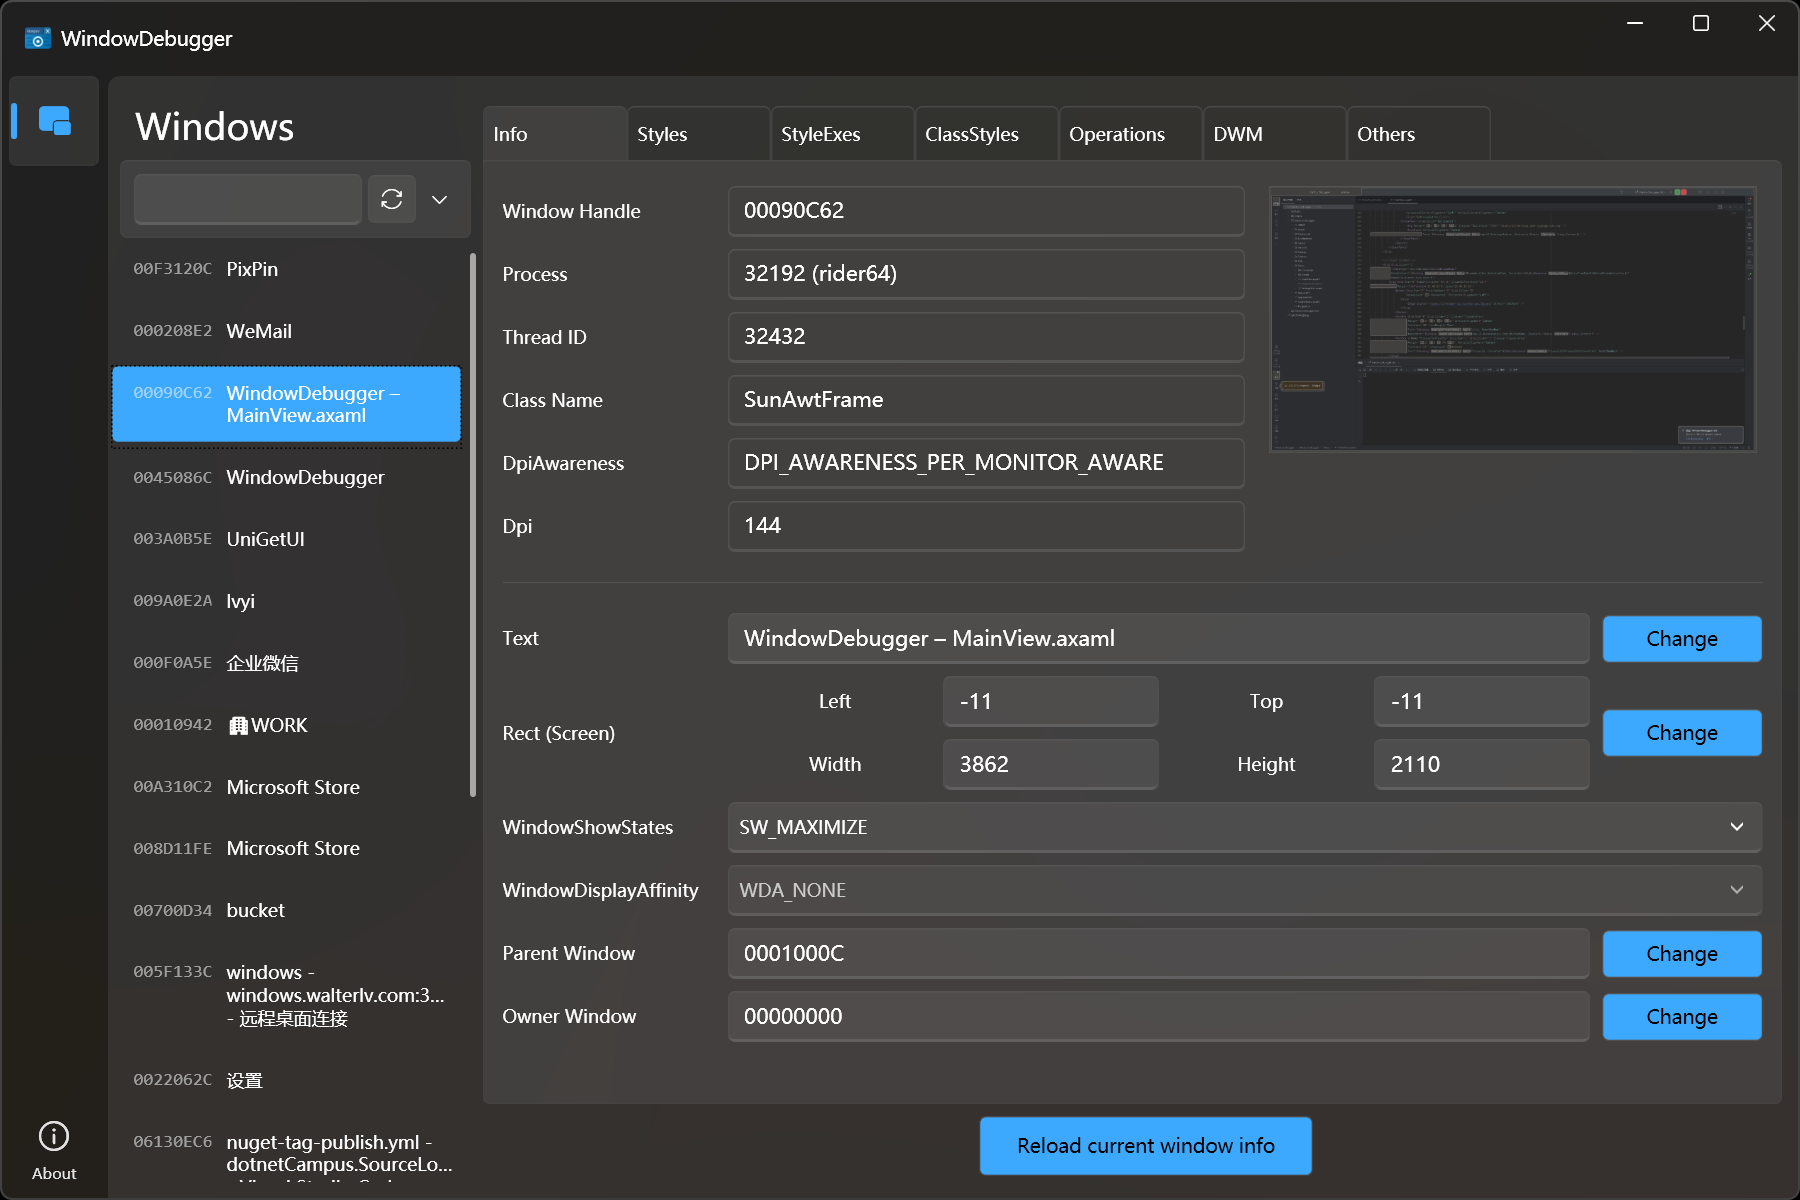 WindowDebugger
Windows
00F3120C PixPin
000208E2 WeMail
00090C62 WindowDebugger –
MainView.axaml
0045086C WindowDebugger
003A0B5E UniGetUI
009A0E2A lvyi
000F0A5E 企业微信
00010942 WORK
00A310C2 Microsoft Store
008D11FE Microsoft Store
00700D34 bucket
005F133C windows -
windows.walterlv.com:3...
- 远程桌面连接
0022062C 设置
06130EC6 nuget-tag-publish.yml -
dotnetCampus.SourceLo...
About
Info Styles StyleExes ClassStyles Operations DWM Others
Window Handle 00090C62
Process 32192 (rider64)
Thread ID 32432
Class Name SunAwtFrame
DpiAwareness DPI_AWARENESS_PER_MONITOR_AWARE
Dpi 144
Text WindowDebugger – MainView.axaml Change
Rect (Screen) Left -11 Top -11
Width 3862 Height 2110 Change
WindowShowStates SW_MAXIMIZE
WindowDisplayAffinity WDA_NONE
Parent Window 0001000C Change
Owner Window 00000000 Change
Reload current window info